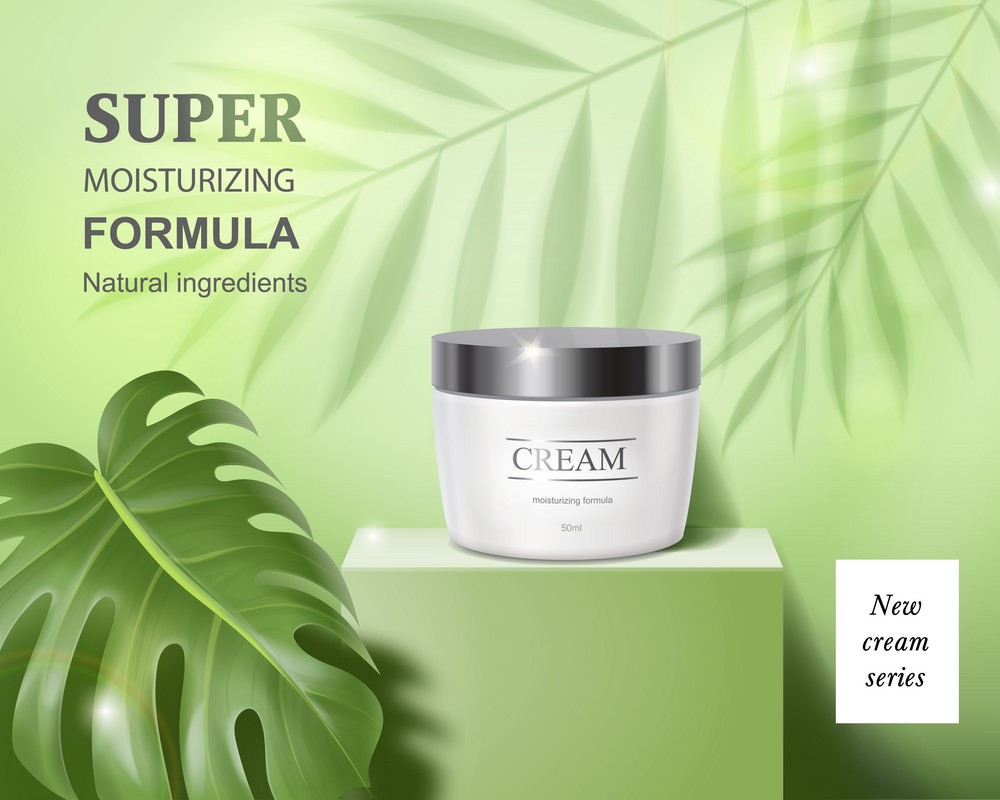 SUPER
MOISTURIZING
FORMULA
Natural ingredients
CREAM
moisturizing formula
50ml
New
cream
series